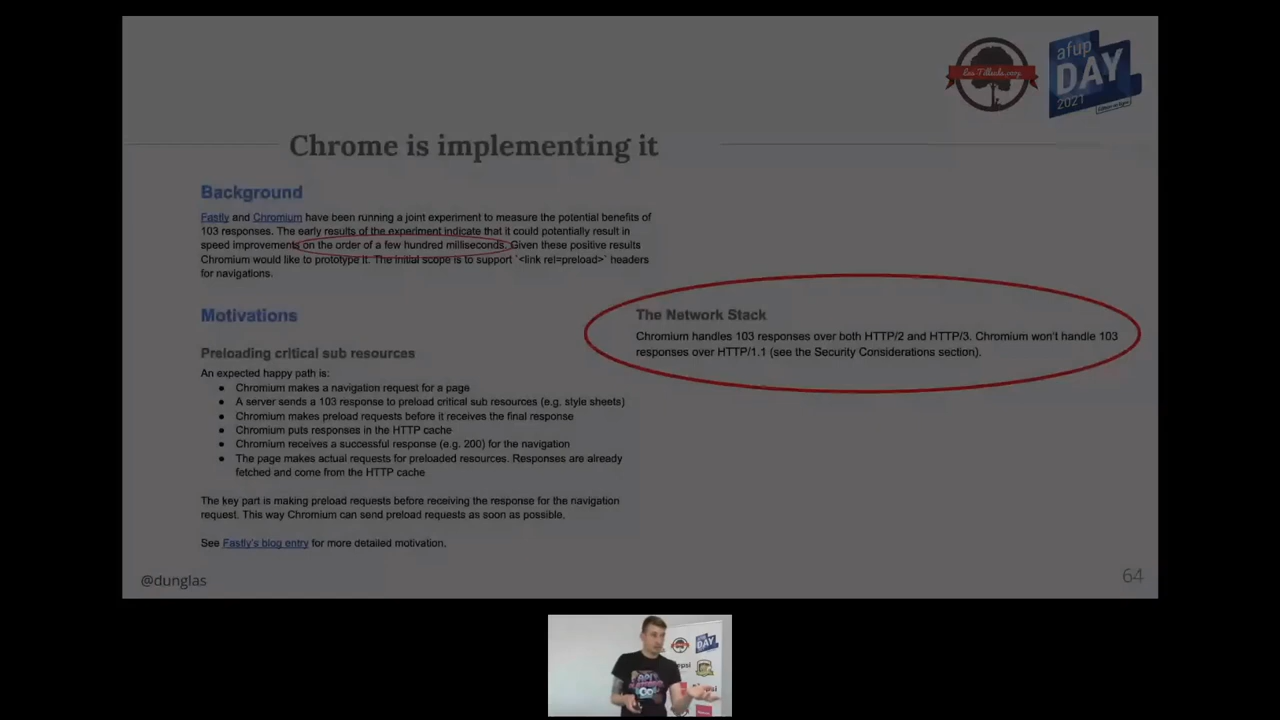 Les-Tilleuls.coop
afup
DAY
2021
Chrome is implementing it
Background
Fastly and Chromium have been running a joint experiment to measure the potential benefits of
103 responses. The early results of the experiment indicate that it could potentially result in
speed improvements on the order of a few hundred milliseconds. Given these positive results
Chromium would like to prototype it. The initial scope is to support `<link rel=preload>` headers
for navigations.
Motivations
Preloading critical sub resources
An expected happy path is:
● Chromium makes a navigation request for a page
● A server sends a 103 response to preload critical sub resources (e.g. style sheets)
● Chromium makes preload requests before it receives the final response
● Chromium puts responses in the HTTP cache
● Chromium receives a successful response (e.g. 200) for the navigation
● The page makes actual requests for preloaded resources. Responses are already
fetched and come from the HTTP cache
The key part is making preload requests before receiving the response for the navigation
request. This way Chromium can send preload requests as soon as possible.
See Fastly's blog entry for more detailed motivation.
The Network Stack
Chromium handles 103 responses over both HTTP/2 and HTTP/3. Chromium won't handle 103
responses over HTTP/1.1 (see the Security Considerations section).
@dunglas
64
afup
DAY
API
GO